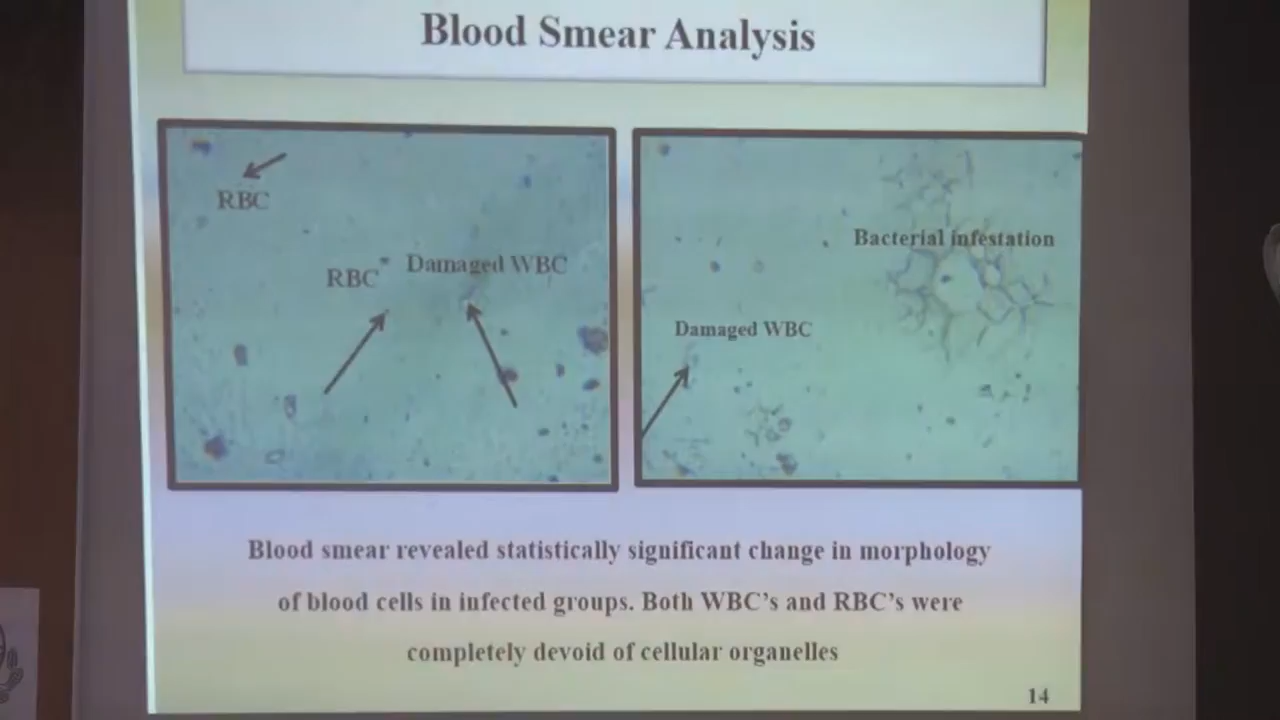 Blood Smear Analysis
RBC
RBC
Damaged WBC
Bacterial infestation
Damaged WBC
Blood smear revealed statistically significant change in morphology
of blood cells in infected groups. Both WBC’s and RBC’s were
completely devoid of cellular organelles
14